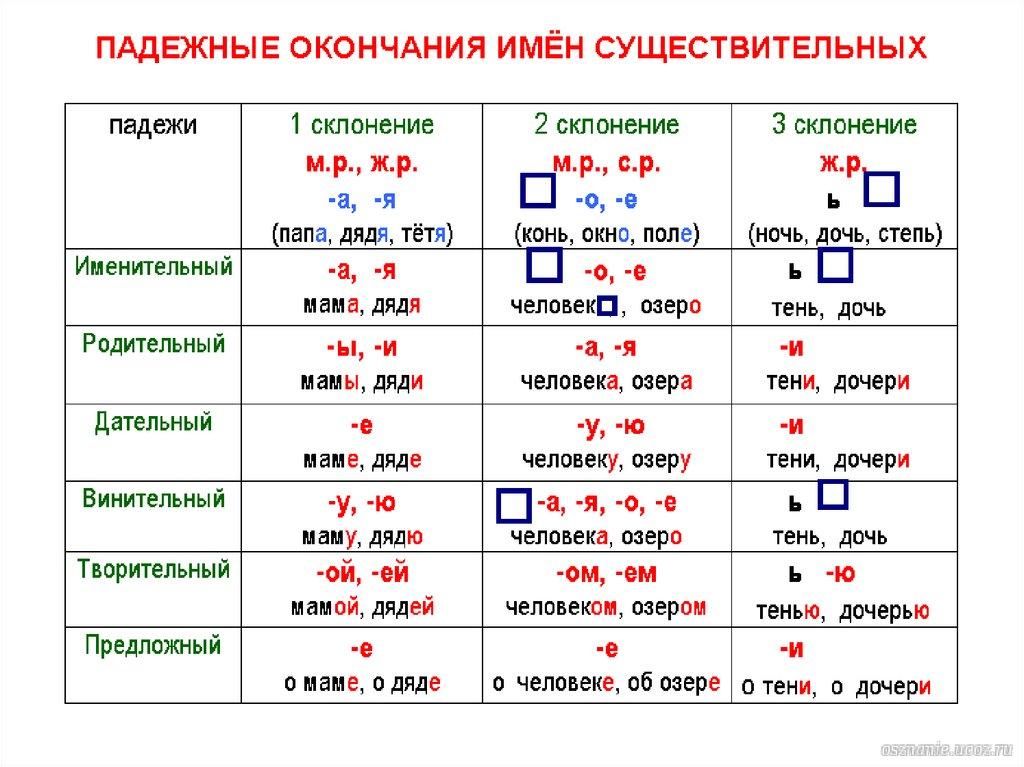 ПАДЕЖНЫЕ ОКОНЧАНИЯ ИМЁН СУЩЕСТВИТЕЛЬНЫХ
падежи
1 склонение
м.р., ж.р.
-а, -я
(папа, дядя, тётя)
2 склонение
м.р., с.р.
-о, -е
(конь, окно, поле)
3 склонение
ж.р.
ь
(ночь, дочь, степь)
Именительный
-а, -я
мама, дядя
-о, -е
человек , озеро
ь
тень, дочь
Родительный
-ы, -и
мамы, дяди
-а, -я
человека, озера
-и
тени, дочери
Дательный
-е
маме, дяде
-у, -ю
человеку, озеру
-и
тени, дочери
Винительный
-у, -ю
маму, дядю
-а, -я, -о, -е
человека, озеро
ь
тень, дочь
Творительный
-ой, -ей
мамой, дядей
-ом, -ем
человеком, озером
ь -ю
тенью, дочерью
Предложный
-е
о маме, о дяде
-е
о человеке, об озере
-и
о тени, о дочери
osznanie.ucoz.ru